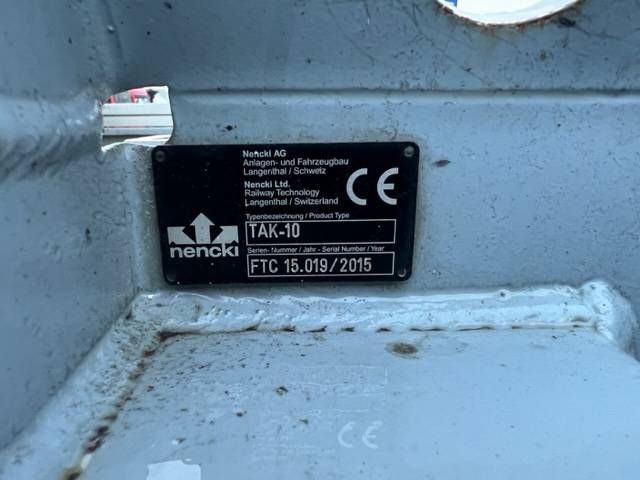 Nencki AG
Anlagen- und Fahrzeugbau
Langenthal / Schweiz
Nencki Ltd.
Railway Technology
Langenthal / Switzerland
CE
Typenbezeichnung / Product Type
TAK-10
Serien- Nummer / Jahr - Serial Number / Year
FTC 15.019/2015
nencki
CE